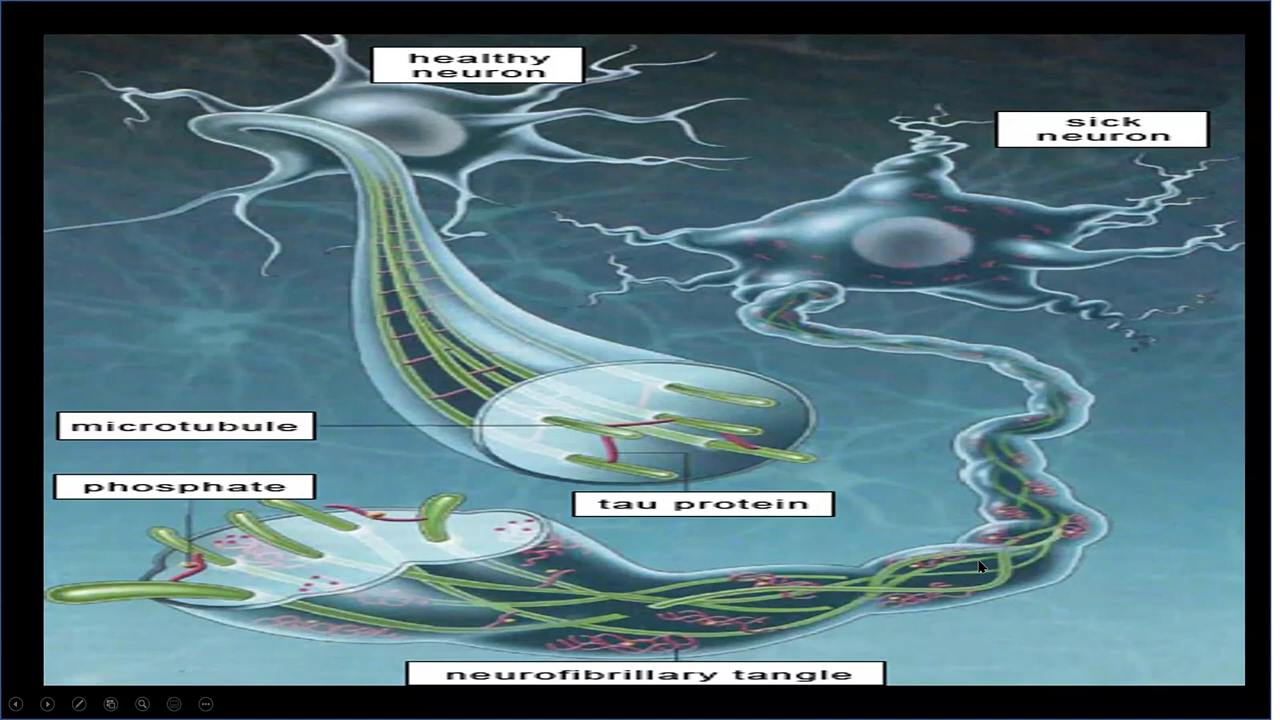 healthy
neuron
sick
neuron
microtubule
phosphate
tau protein
neurofibrillary tangle